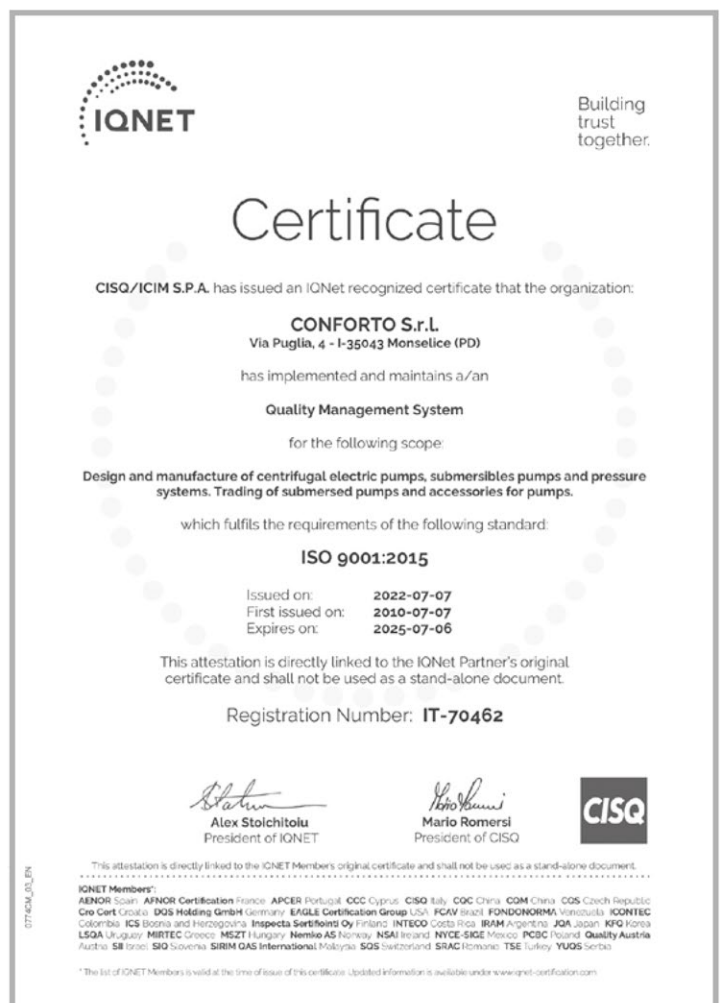 IQNET
Building
trust
together.
Certificate
CISQ/ICIM S.P.A. has issued an IQNet recognized certificate that the organization:
CONFORTO S.r.l.
Via Puglia, 4 - I-35043 Monselice (PD)
has implemented and maintains a/an
Quality Management System
for the following scope:
Design and manufacture of centrifugal electric pumps, submersibles pumps and pressure
systems. Trading of submersed pumps and accessories for pumps.
which fulfils the requirements of the following standard:
ISO 9001:2015
Issued on: 2022-07-07
First issued on: 2010-07-07
Expires on: 2025-07-06
This attestation is directly linked to the IQNet Partner's original
certificate and shall not be used as a stand-alone document.
Registration Number: IT-70462
Alex Stoichitoiu
President of IQNET
Mario Romersi
President of CISQ
CISQ
This attestation is directly linked to the IQNET Members original certificate and shall not be used as a stand-alone document.
IQNET Members*:
AENOR Spain AFNOR Certification France APCER Portugal CCC Cyprus CISQ Italy CQC China CQM China CQS Czech Republic
Cro Cert Croatia DQS Holding GmbH Germany EAGLE Certification Group USA FCAV Brazil FONDONORMA Venezuela ICONTEC
Colombia ICS Bosnia and Herzegovina Inspecta Sertifiointi Oy Finland INTECO Costa Rica IRAM Argentina JQA Japan KFQ Korea
LSQA Uruguay MIRTEC Greece MSZT Hungary Nemko AS Norway NSAI Ireland NYCE-SIGE Mexico PCBC Poland Quality Austria
Austria SII Israel SIQ Slovenia SIRIM QAS International Malaysia SQS Switzerland SRAC Romania TSE Turkey YUQS Serbia
* The list of IQNET Members is valid at the time of issue of this certificate. Updated information is available under www.iqnet-certification.com
0774CM_03_EN